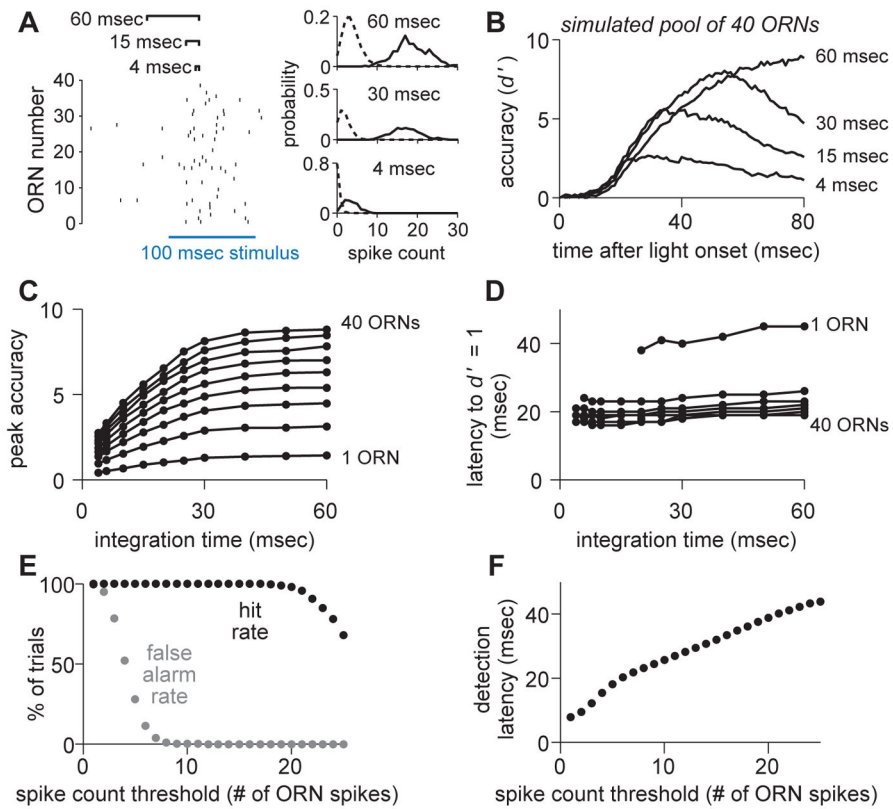 A
60 msec
15 msec
4 msec
40
30
20
10
0
ORN number
100 msec stimulus
0.2
60 msec
0
0.3
30 msec
0
0.8
4 msec
0
0
10
20
30
probability
spike count
B
simulated pool of 40 ORNs
10
5
0
accuracy (d′)
60 msec
30 msec
15 msec
4 msec
0
40
80
time after light onset (msec)
C
10
5
0
peak accuracy
40 ORNs
1 ORN
0
30
60
integration time (msec)
D
40
20
0
latency to d′ = 1
(msec)
1 ORN
40 ORNs
0
30
60
integration time (msec)
E
100
50
0
% of trials
hit
rate
false
alarm
rate
0
10
20
spike count threshold (# of ORN spikes)
F
40
20
0
detection
latency (msec)
0
10
20
spike count threshold (# of ORN spikes)